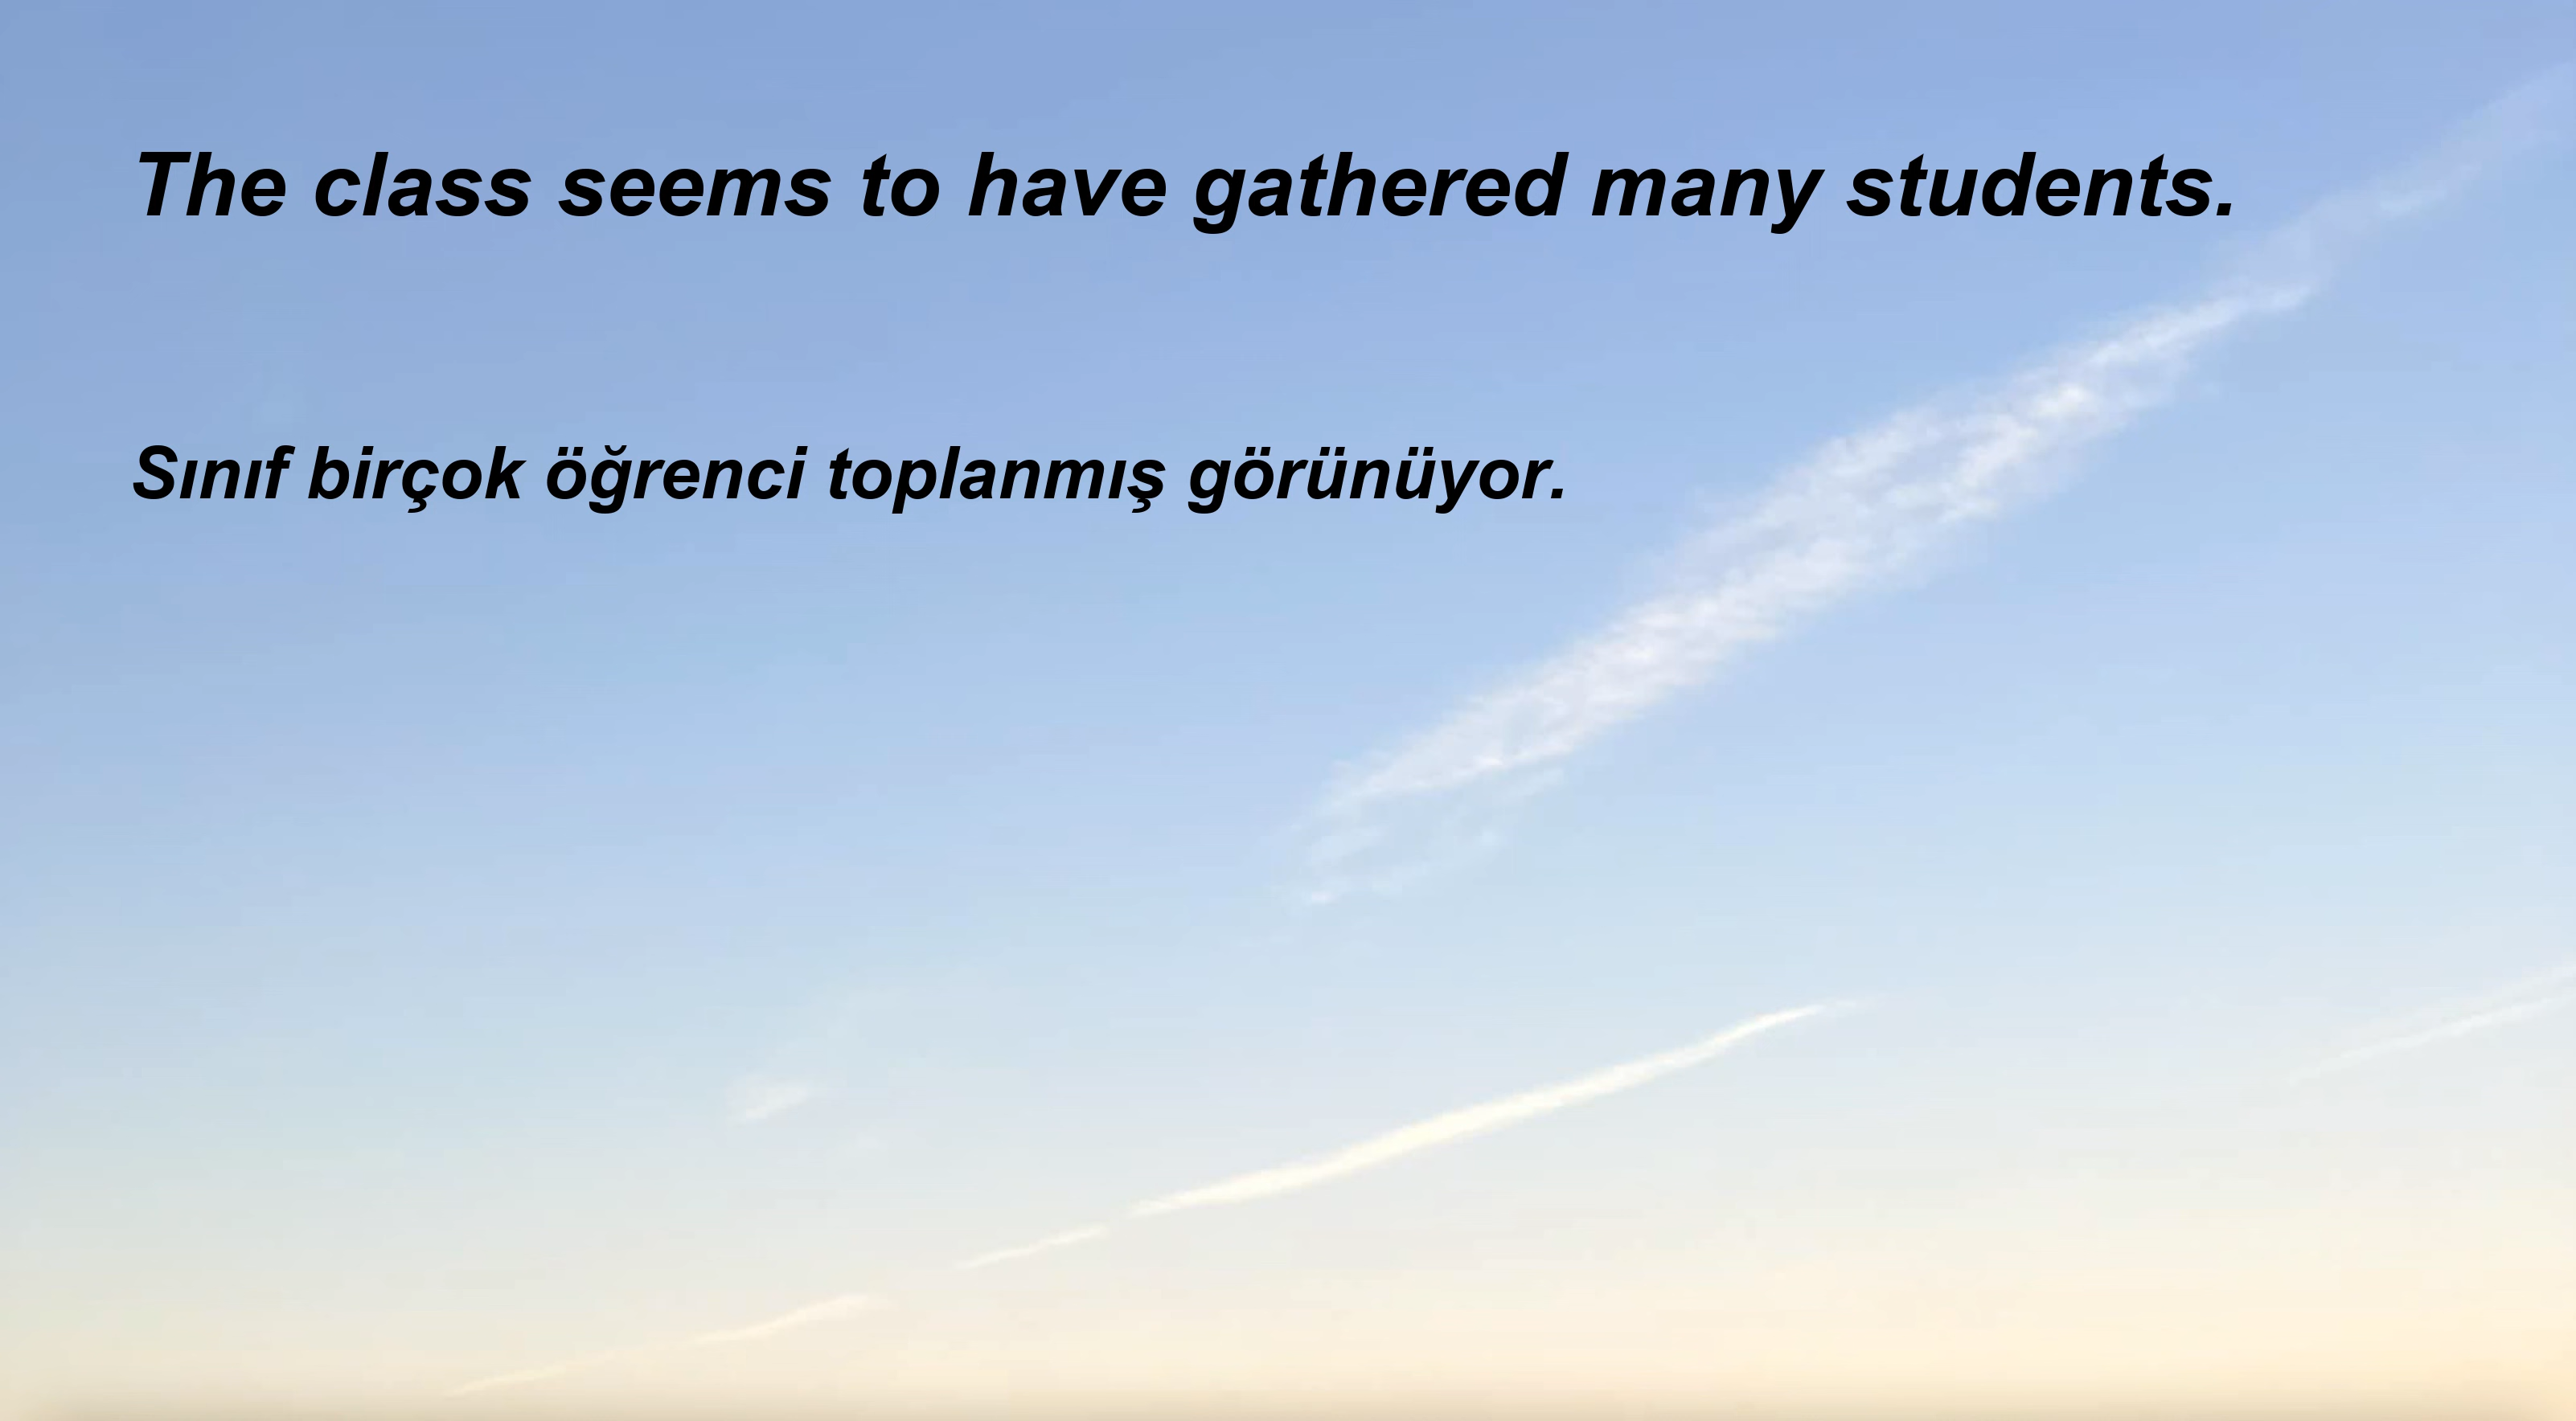 The class seems to have gathered many students.
Sınıf birçok öğrenci toplanmış görünüyor.